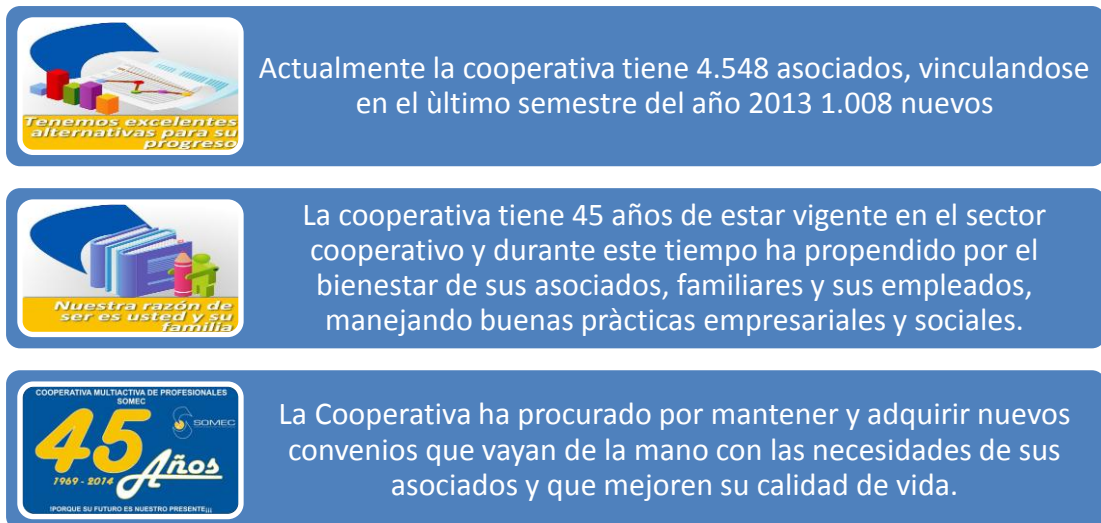 Tenemos excelentes
alternativas para su
progreso
Actualmente la cooperativa tiene 4.548 asociados, vinculandose
en el ùltimo semestre del año 2013 1.008 nuevos
Nuestra razón de
ser es usted y su
familia
La cooperativa tiene 45 años de estar vigente en el sector
cooperativo y durante este tiempo ha propendido por el
bienestar de sus asociados, familiares y sus empleados,
manejando buenas pràcticas empresariales y sociales.
COOPERATIVA MULTIACTIVA DE PROFESIONALES
SOMEC
45
SOMEC
Años
1969 - 2014
!PORQUE SU FUTURO ES NUESTRO PRESENTE¡¡¡
La Cooperativa ha procurado por mantener y adquirir nuevos
convenios que vayan de la mano con las necesidades de sus
asociados y que mejoren su calidad de vida.